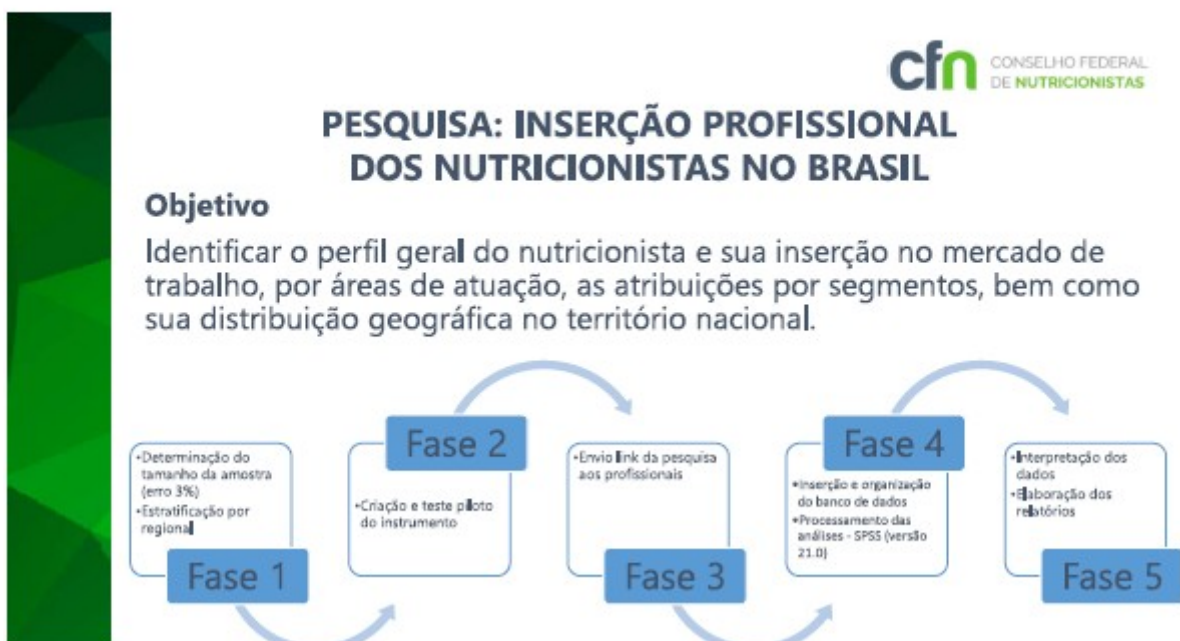 cfn CONSELHO FEDERAL
DE NUTRICIONISTAS
PESQUISA: INSERÇÃO PROFISSIONAL
DOS NUTRICIONISTAS NO BRASIL
Objetivo
Identificar o perfil geral do nutricionista e sua inserção no mercado de
trabalho, por áreas de atuação, as atribuições por segmentos, bem como
sua distribuição geográfica no território nacional.
•Determinação do
tamanho da amostra
(erro 3%)
•Estratificação por
regional
Fase 1
Fase 2
•Criação e teste piloto
do instrumento
•Envio link da pesquisa
aos profissionais
Fase 3
Fase 4
•Inserção e organização
do banco de dados
•Processamento das
análises - SPSS (versão
21.0)
•Interpretação dos
dados
•Elaboração dos
relatórios
Fase 5